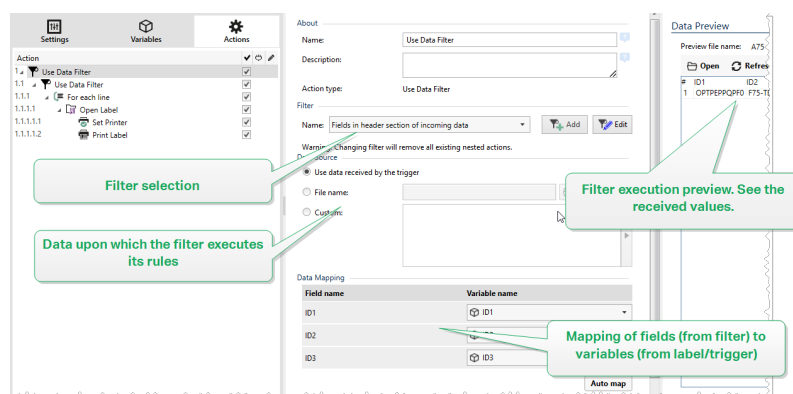 Settings
Variables
Actions
Action
1 Use Data Filter
1.1 Use Data Filter
1.1.1 For each line
1.1.1.1 Open Label
1.1.1.1.1 Set Printer
1.1.1.1.2 Print Label
Filter selection
Data upon which the filter executes
its rules
About
Name: Use Data Filter
Description:
Action type: Use Data Filter
Filter
Name: Fields in header section of incoming data
Add
Edit
Warning: Changing filter will remove all existing nested actions.
Use data received by the trigger
File name:
Custom:
Data Mapping
Field name Variable name
ID1 ID1
ID2
ID3 ID3
Auto map
Data Preview
Preview file name: A75
Open
# ID1 ID2
1 OPTPEPPQPF0
Filter execution preview. See the
received values.
Mapping of fields (from filter) to
variables (from label/trigger)